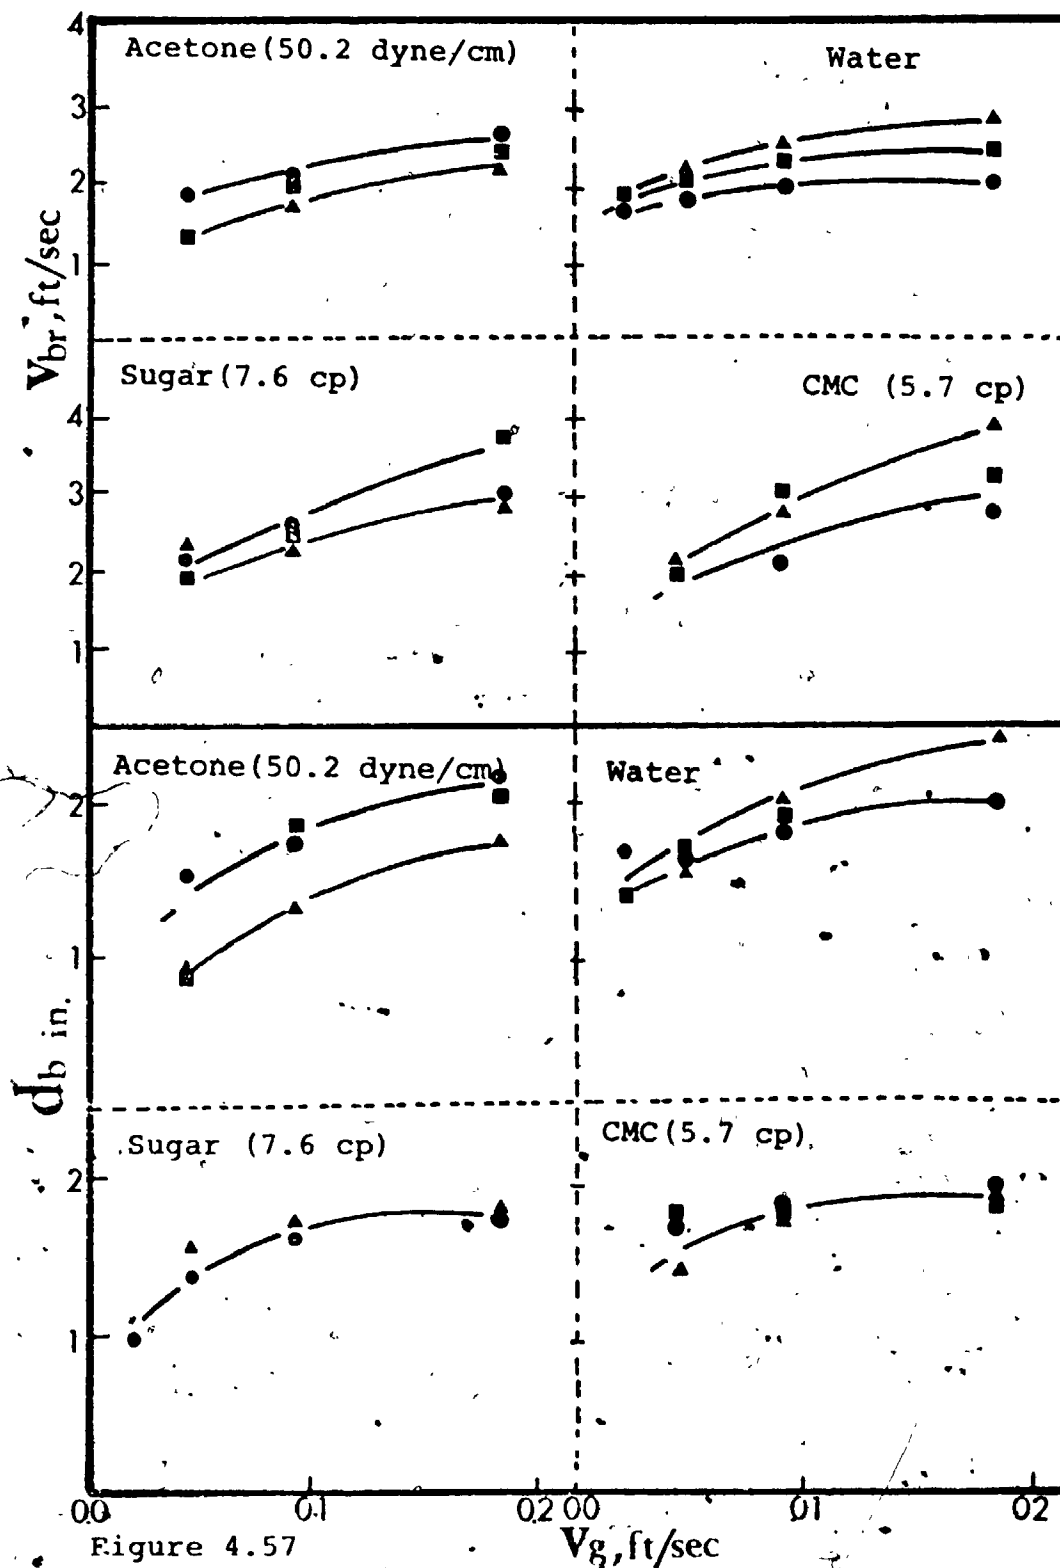 4
Acetone(50.2 dyne/cm)
Water
3
2
1
Vbr, ft/sec
Sugar(7.6 cp)
CMC (5.7 cp)
4
3
2
1
Acetone(50.2 dyne/cm)
Water
2
1
db in.
Sugar (7.6 cp)
CMC(5.7 cp)
2
1
0.0 0.1 0.2 0.0 0.1 0.2
Figure 4.57
Vg, ft/sec